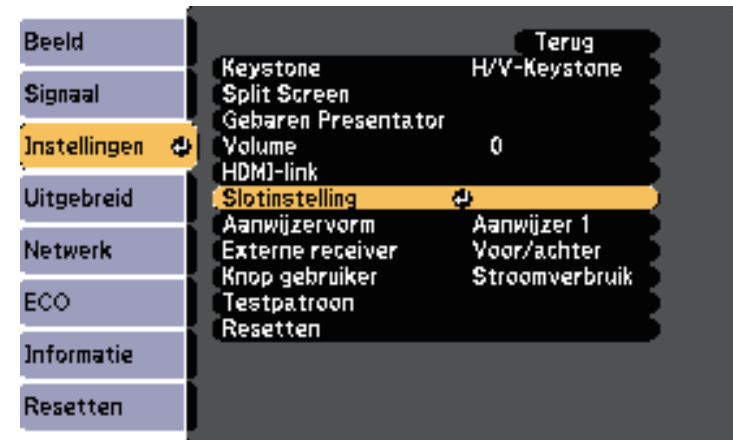 Beeld
Signaal
Instellingen
Uitgebreid
Netwerk
ECO
Informatie
Resetten
Terug
Keystone H/V-Keystone
Split Screen
Gebaren Presentator
Volume 0
HDMI-link
Slotinstelling
Aanwijzervorm Aanwijzer 1
Externe receiver Voor/achter
Knop gebruiker Stroomverbruik
Testpatroon
Resetten